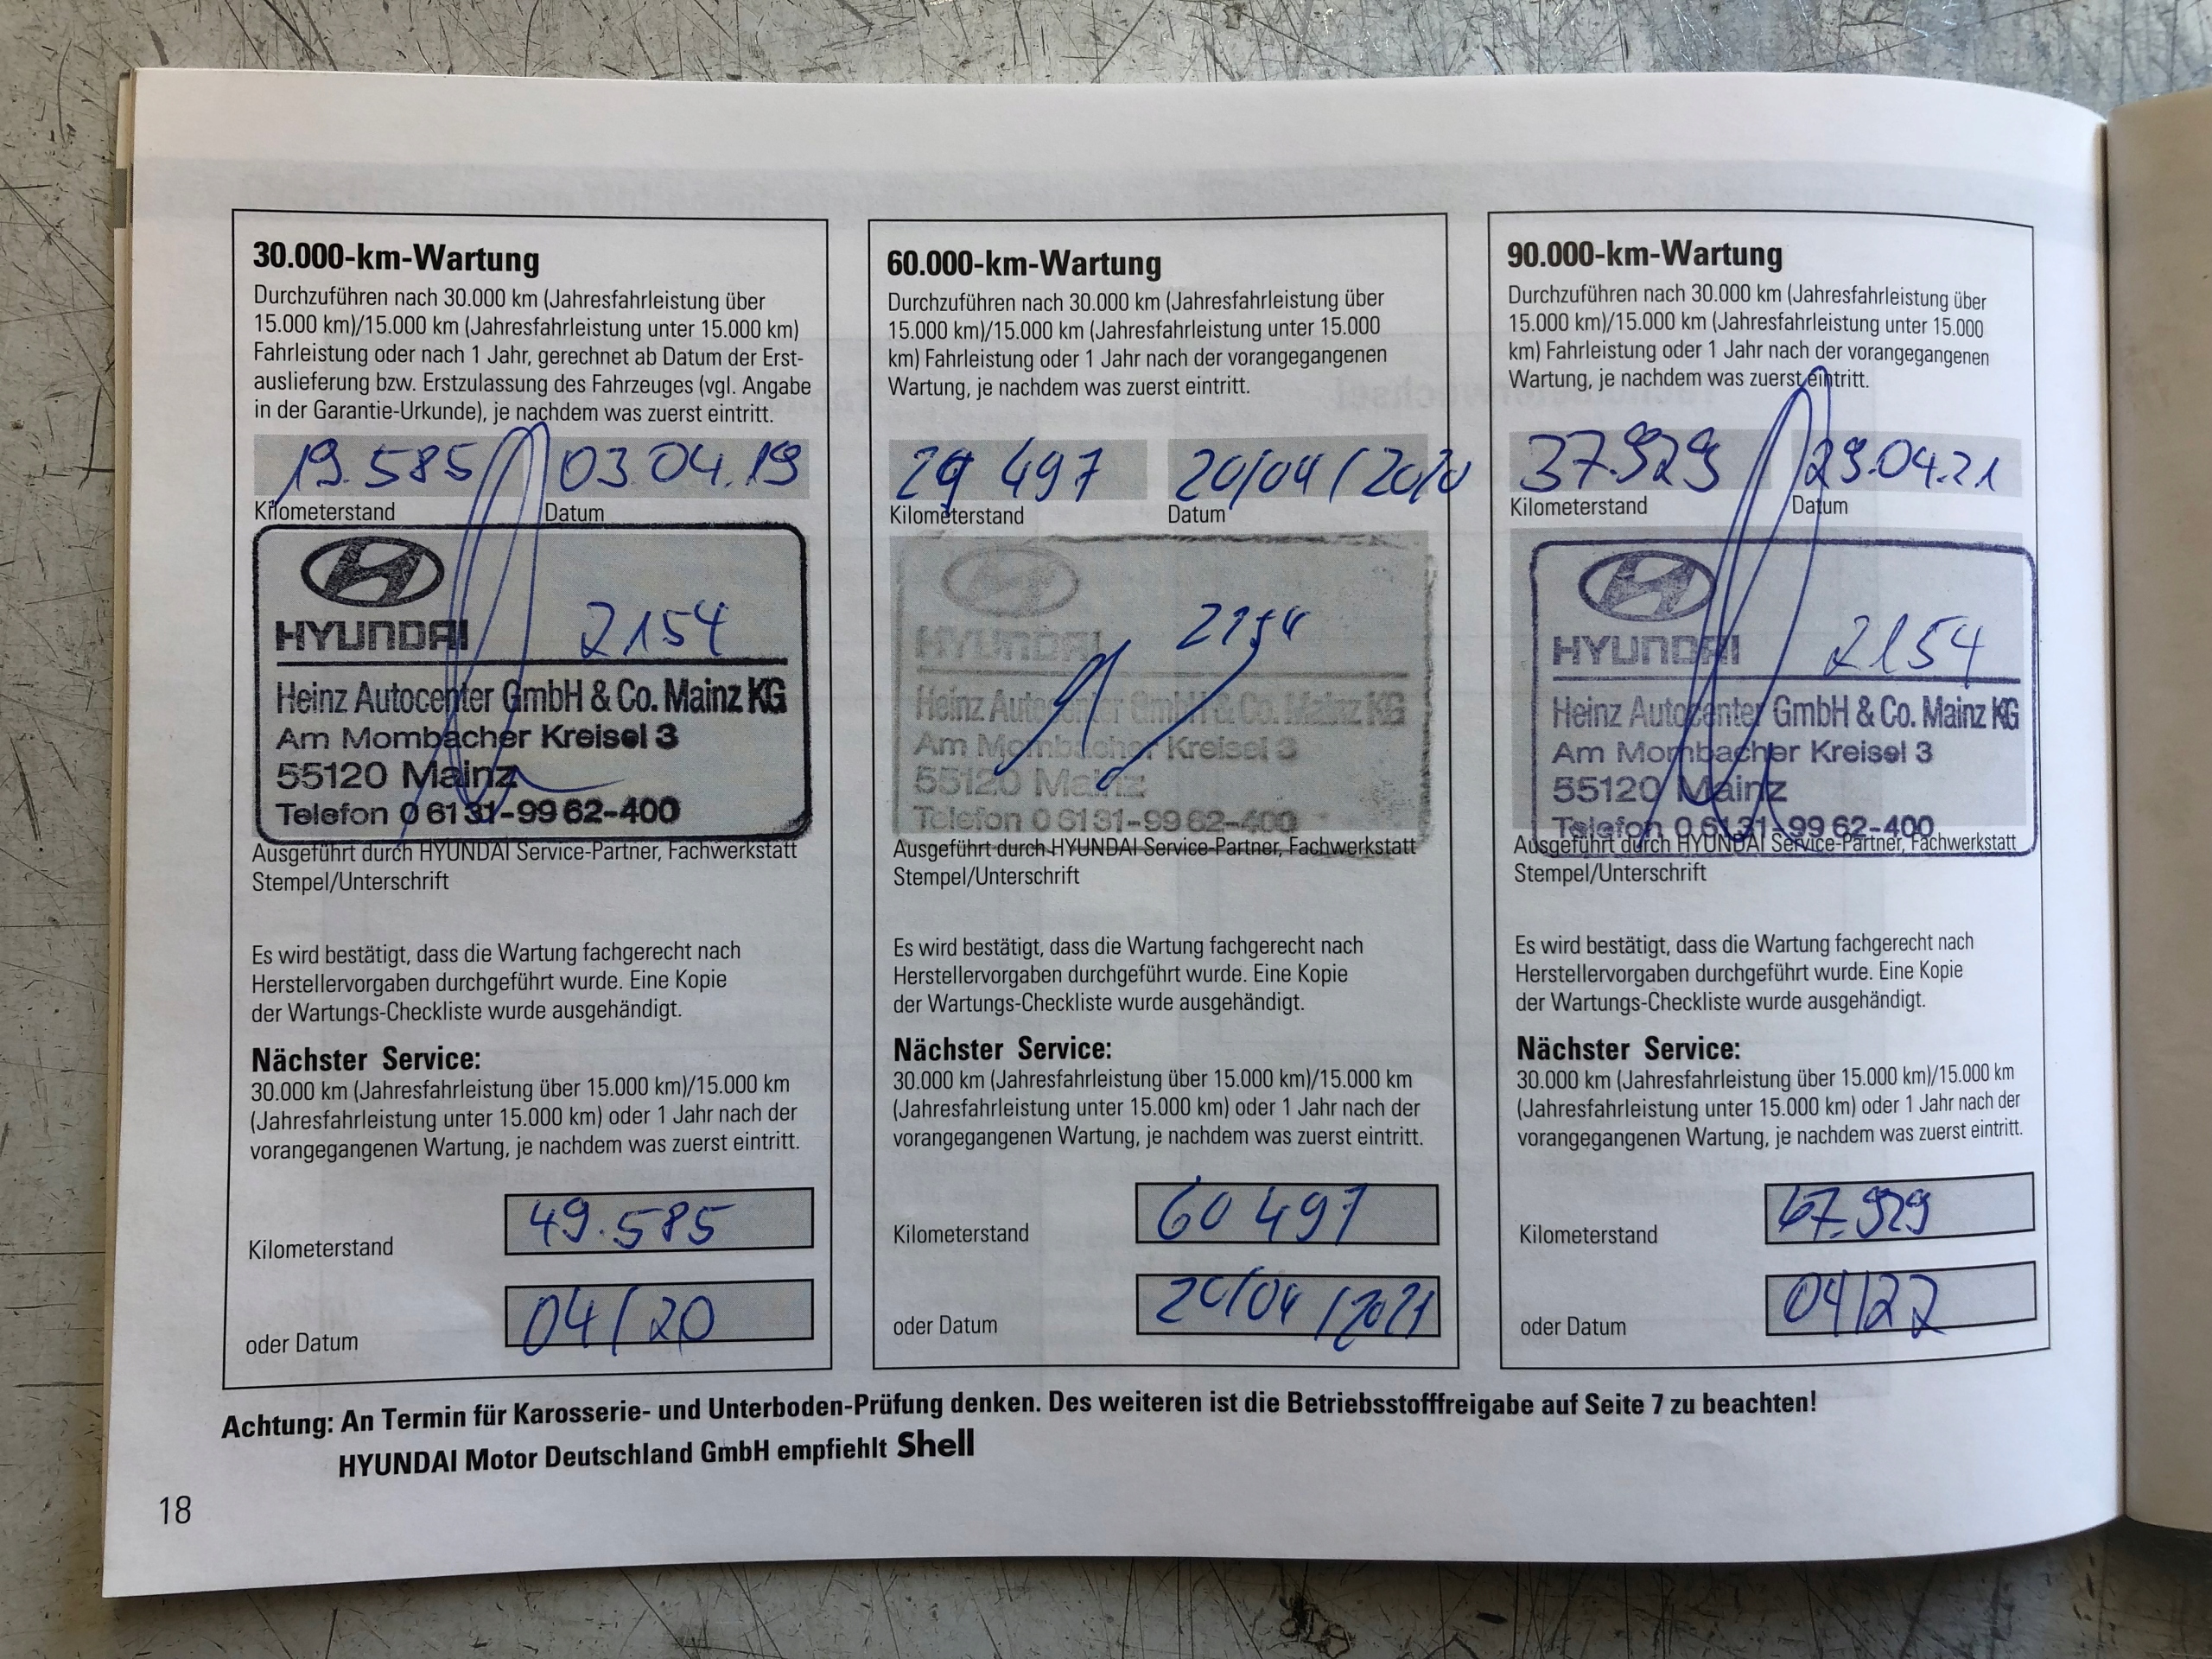 30.000-km-Wartung
Durchzuführen nach 30.000 km (Jahresfahrleistung über
15.000 km)/15.000 km (Jahresfahrleistung unter 15.000 km)
Fahrleistung oder nach 1 Jahr, gerechnet ab Datum der Erst-
auslieferung bzw. Erstzulassung des Fahrzeuges (vgl. Angabe
in der Garantie-Urkunde), je nachdem was zuerst eintritt.
19.585 03.04.19
Kilometerstand Datum
HYUNDAI 2154
Heinz Autocenter GmbH & Co. Mainz KG
Am Mombacher Kreisel 3
55120 Mainz
Telefon 0 61 31-99 62-400
Ausgeführt durch HYUNDAI Service-Partner, Fachwerkstatt
Stempel/Unterschrift
Es wird bestätigt, dass die Wartung fachgerecht nach
Herstellervorgaben durchgeführt wurde. Eine Kopie
der Wartungs-Checkliste wurde ausgehändigt.
Nächster Service:
30.000 km (Jahresfahrleistung über 15.000 km)/15.000 km
(Jahresfahrleistung unter 15.000 km) oder 1 Jahr nach der
vorangegangenen Wartung, je nachdem was zuerst eintritt.
Kilometerstand 49.585
oder Datum 04/20
60.000-km-Wartung
Durchzuführen nach 30.000 km (Jahresfahrleistung über
15.000 km)/15.000 km (Jahresfahrleistung unter 15.000
km) Fahrleistung oder 1 Jahr nach der vorangegangenen
Wartung, je nachdem was zuerst eintritt.
29 497 20/04/2020
Kilometerstand Datum
HYUNDAI 2154
Heinz Autocenter GmbH & Co. Mainz KG
Am Mombacher Kreisel 3
55120 Mainz
Telefon 0 61 31-99 62-400
Ausgeführt durch HYUNDAI Service-Partner, Fachwerkstatt
Stempel/Unterschrift
Es wird bestätigt, dass die Wartung fachgerecht nach
Herstellervorgaben durchgeführt wurde. Eine Kopie
der Wartungs-Checkliste wurde ausgehändigt.
Nächster Service:
30.000 km (Jahresfahrleistung über 15.000 km)/15.000 km
(Jahresfahrleistung unter 15.000 km) oder 1 Jahr nach der
vorangegangenen Wartung, je nachdem was zuerst eintritt.
Kilometerstand 60 497
oder Datum 20/04/2021
90.000-km-Wartung
Durchzuführen nach 30.000 km (Jahresfahrleistung über
15.000 km)/15.000 km (Jahresfahrleistung unter 15.000
km) Fahrleistung oder 1 Jahr nach der vorangegangenen
Wartung, je nachdem was zuerst eintritt.
37.929 29.04.21
Kilometerstand Datum
HYUNDAI 2154
Heinz Autocenter GmbH & Co. Mainz KG
Am Mombacher Kreisel 3
55120 Mainz
Telefon 0 61 31-99 62-400
Ausgeführt durch HYUNDAI Service-Partner, Fachwerkstatt
Stempel/Unterschrift
Es wird bestätigt, dass die Wartung fachgerecht nach
Herstellervorgaben durchgeführt wurde. Eine Kopie
der Wartungs-Checkliste wurde ausgehändigt.
Nächster Service:
30.000 km (Jahresfahrleistung über 15.000 km)/15.000 km
(Jahresfahrleistung unter 15.000 km) oder 1 Jahr nach der
vorangegangenen Wartung, je nachdem was zuerst eintritt.
Kilometerstand 67.929
oder Datum 04/22
Achtung: An Termin für Karosserie- und Unterboden-Prüfung denken. Des weiteren ist die Betriebsstofffreigabe auf Seite 7 zu beachten!
HYUNDAI Motor Deutschland GmbH empfiehlt Shell
18